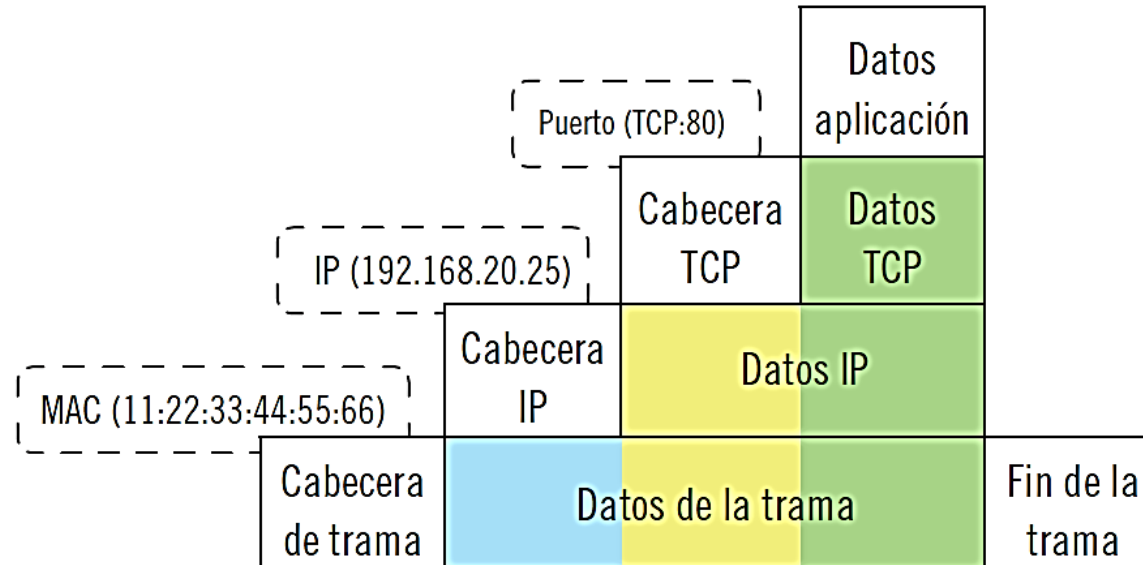 Datos
aplicación
Puerto (TCP:80)
Cabecera
TCP
Datos
TCP
IP (192.168.20.25)
Cabecera
IP
Datos IP
MAC (11:22:33:44:55:66)
Cabecera
de trama
Datos de la trama
Fin de la
trama